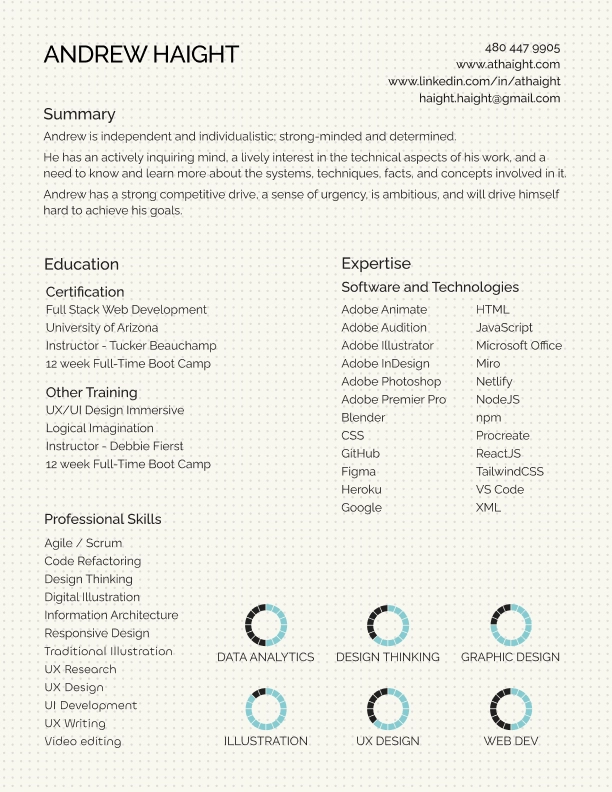 ANDREW HAIGHT
480 447 9905
www.athaight.com
www.linkedin.com/in/athaight
haight.haight@gmail.com
Summary
Andrew is independent and individualistic; strong-minded and determined.
He has an actively inquiring mind, a lively interest in the technical aspects of his work, and a
need to know and learn more about the systems, techniques, facts, and concepts involved in it.
Andrew has a strong competitive drive, a sense of urgency, is ambitious, and will drive himself
hard to achieve his goals.
Education
Certification
Full Stack Web Development
University of Arizona
Instructor - Tucker Beauchamp
12 week Full-Time Boot Camp
Other Training
UX/UI Design Immersive
Logical Imagination
Instructor - Debbie Fierst
12 week Full-Time Boot Camp
Expertise
Software and Technologies
Adobe Animate
Adobe Audition
Adobe Illustrator
Adobe InDesign
Adobe Photoshop
Adobe Premier Pro
Blender
CSS
GitHub
Figma
Heroku
Google
HTML
JavaScript
Microsoft Office
Miro
Netlify
NodeJS
npm
Procreate
ReactJS
TailwindCSS
VS Code
XML
Professional Skills
Agile / Scrum
Code Refactoring
Design Thinking
Digital Illustration
Information Architecture
Responsive Design
Traditional Illustration
UX Research
UX Design
UI Development
UX Writing
Video editing
DATA ANALYTICS
DESIGN THINKING
GRAPHIC DESIGN
ILLUSTRATION
UX DESIGN
WEB DEV